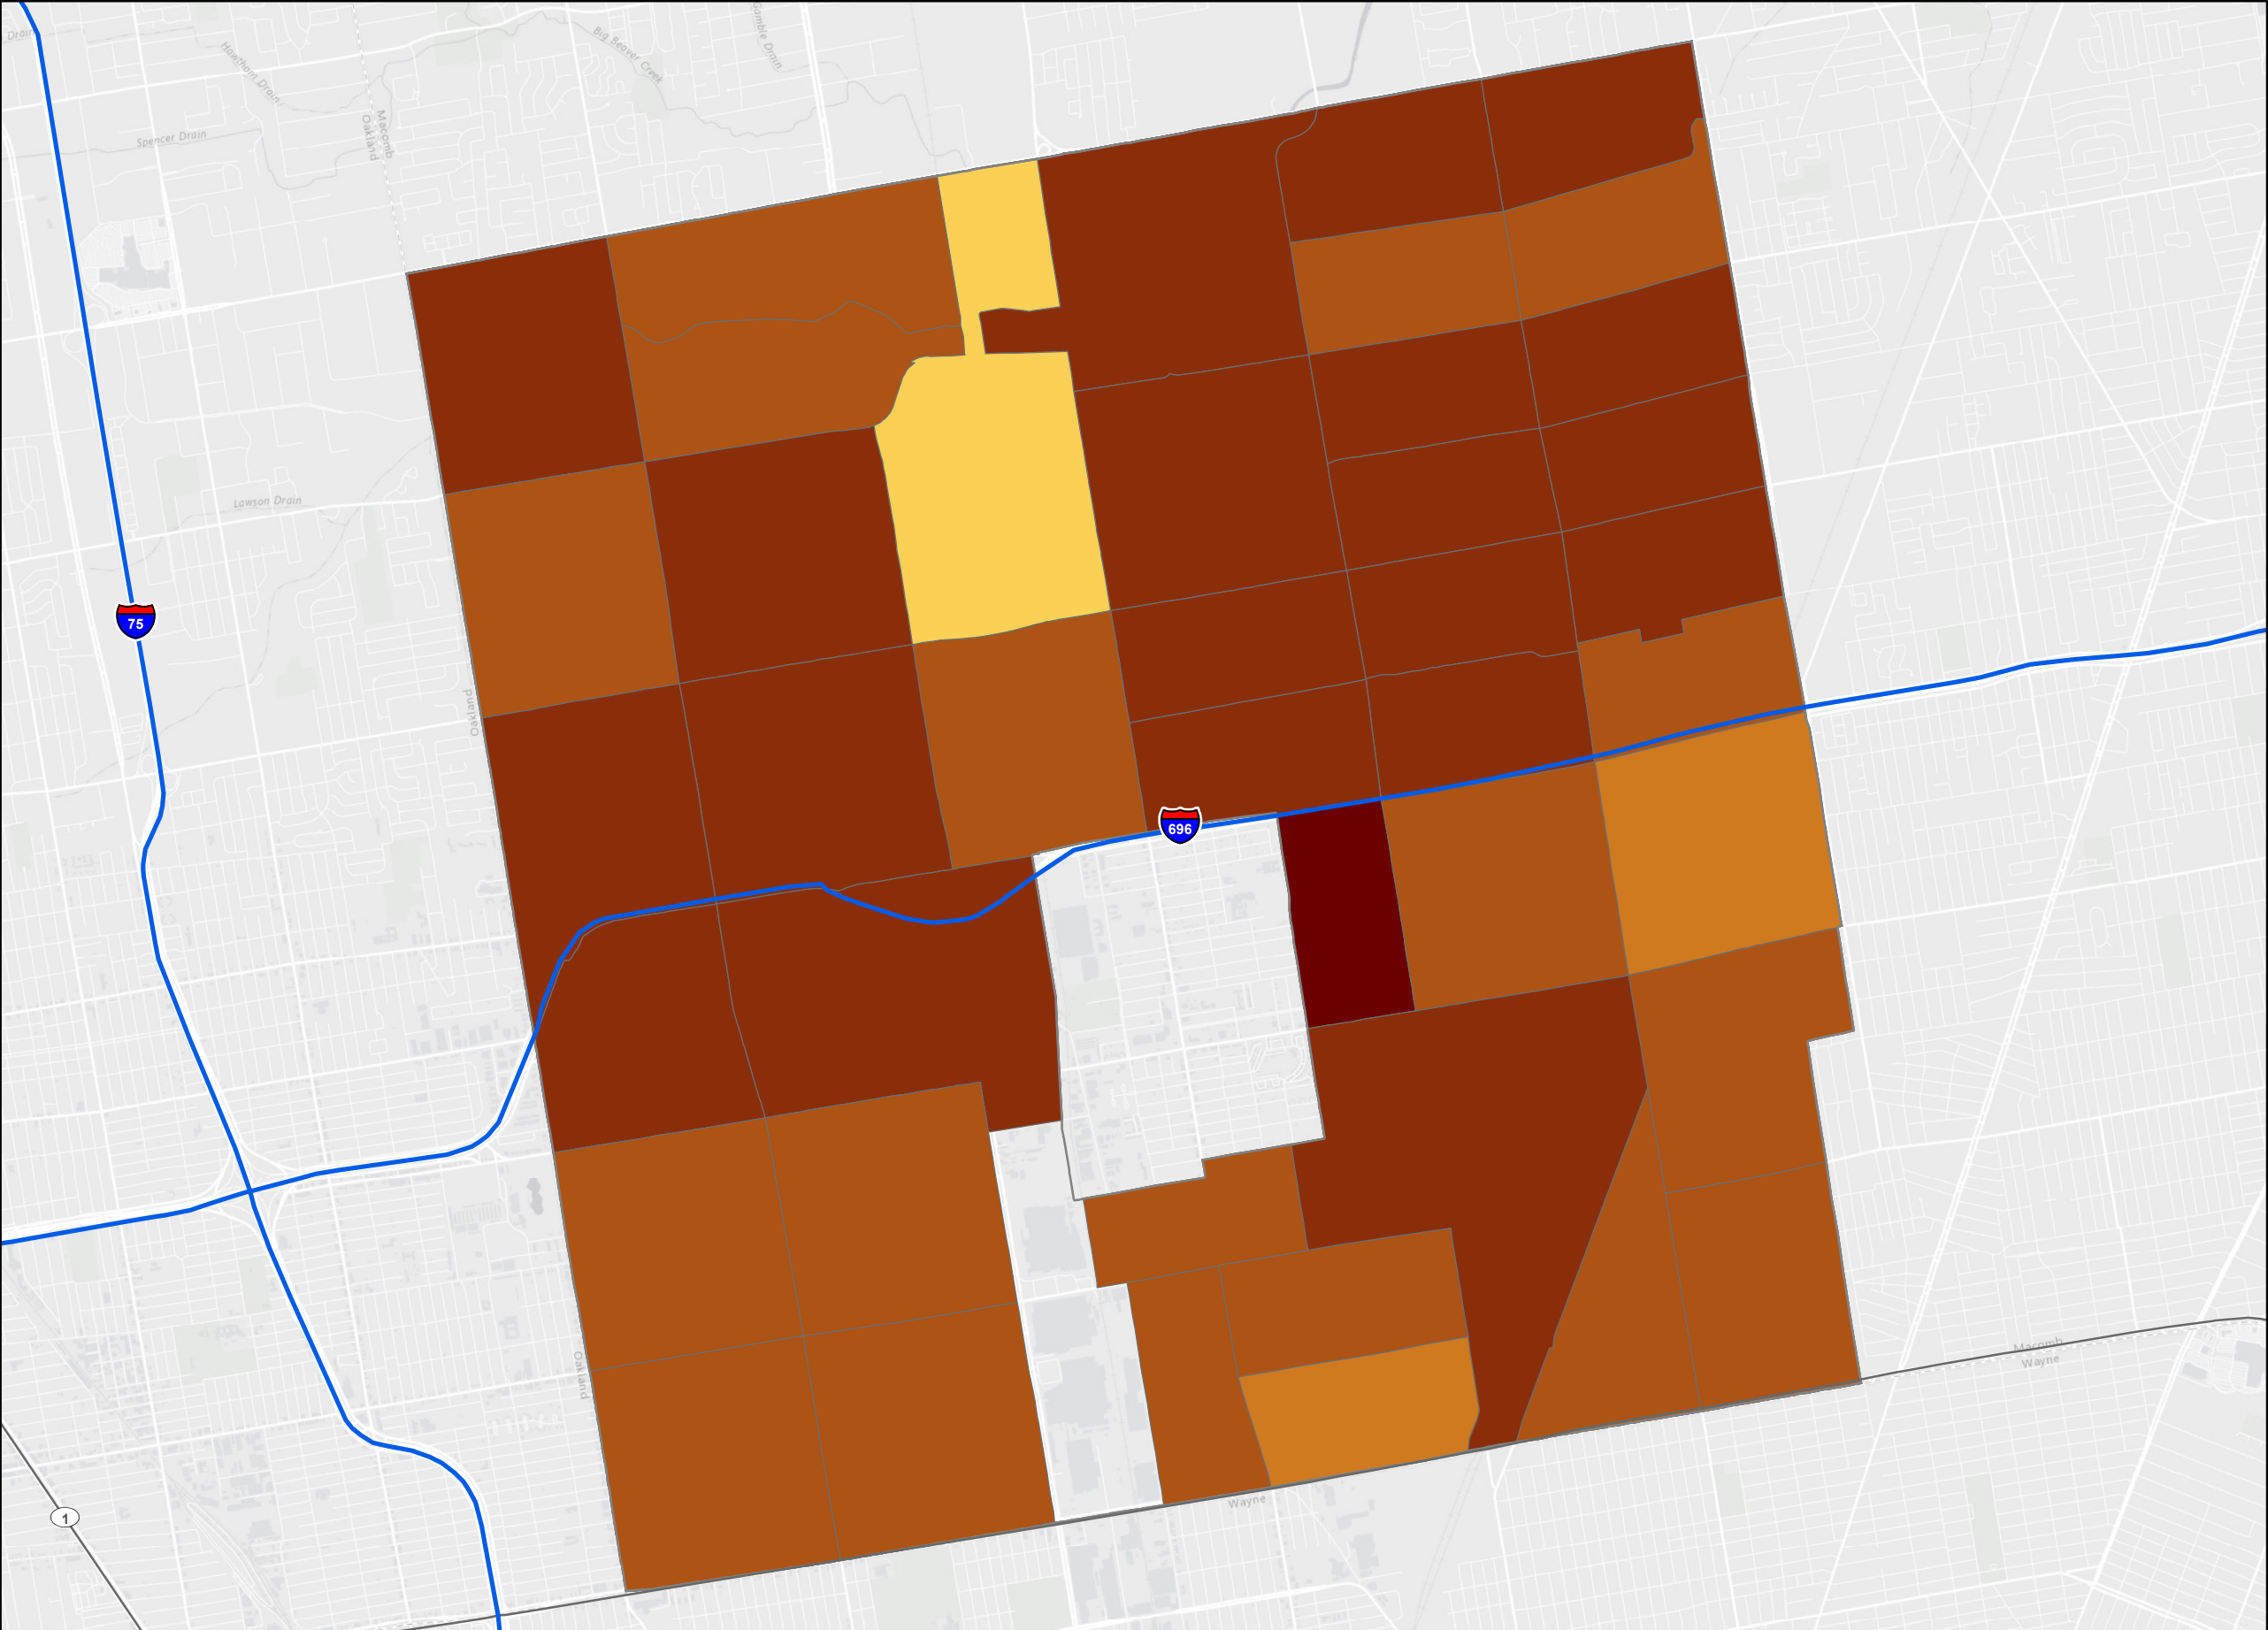 Drain
Hawthorn Drain
Big Beaver Creek
Gamble Drain
Spencer Drain
Macomb
Oakland
Lawson Drain
75
Oakland
696
Oakland
Macomb
Wayne
Wayne
1